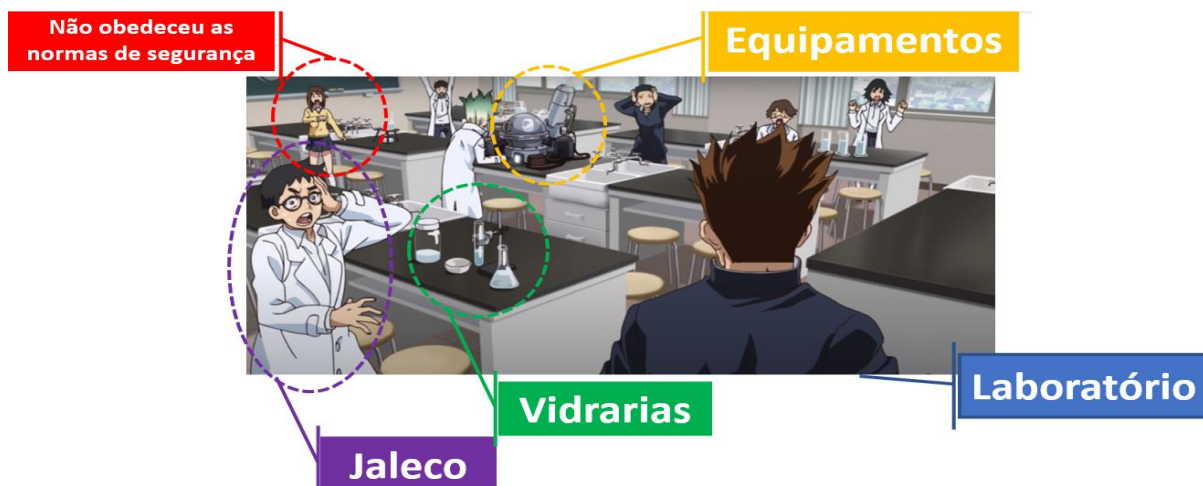 Não obedeceu as
normas de segurança
Equipamentos
Laboratório
Vidrarias
Jaleco